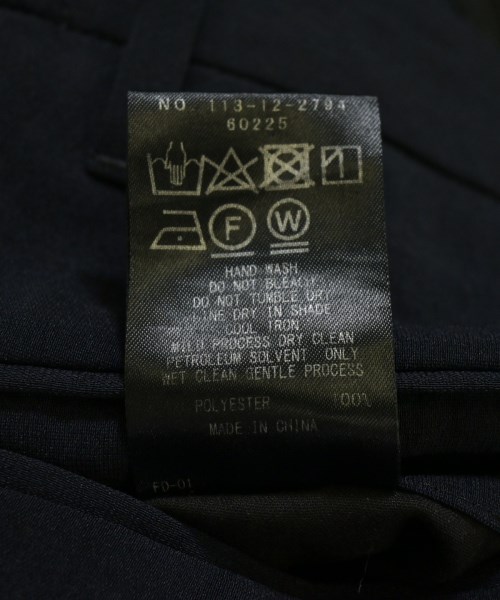 NO. 113-12-2794
60225
F W
HAND WASH
DO NOT BLEACH
DO NOT TUMBLE DRY
LINE DRY IN SHADE
COOL IRON
MILD PROCESS DRY CLEAN
PETROLEUM SOLVENT ONLY
WET CLEAN GENTLE PROCESS
POLYESTER 100%
MADE IN CHINA
FD-01